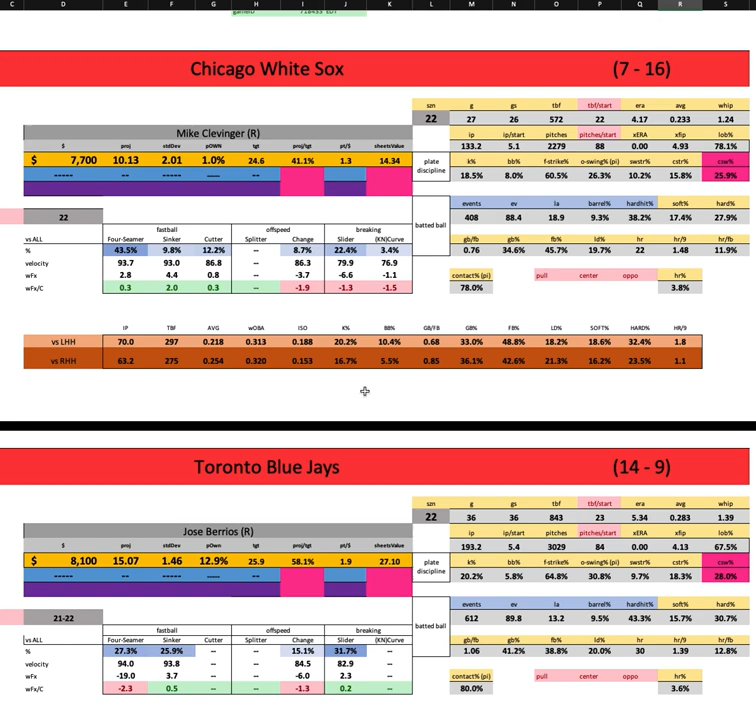 C D E F G H I J K L M N O P Q R S
gameID 718433 EDT
Chicago White Sox (7 - 16)
szn g gs tbf tbf/start era avg whip
22 27 26 572 22 4.17 0.233 1.24
Mike Clevinger (R)
ip ip/start pitches pitches/start xERA xfip lob%
133.2 5.1 2279 88 0.00 4.93 78.1%
$ proj stdDev pOWN tgt proj/tgt pt/$ sheetsValue
$ 7,700 10.13 2.01 1.0% 24.6 41.1% 1.3 14.34
plate discipline
k% bb% f-strike% o-swing% (pi) swstr% cstr% csw%
18.5% 8.0% 60.5% 26.3% 10.2% 15.8% 25.9%
----- -- ----- ---- --
22
events ev la barrel% hardhit% soft% hard%
408 88.4 18.9 9.3% 38.2% 17.4% 27.9%
fastball offspeed breaking
batted ball
vs ALL Four-Seamer Sinker Cutter Splitter Change Slider (KN)Curve
gb/fb gb% fb% ld% hr hr/9 hr/fb
% 43.5% 9.8% 12.2% -- 8.7% 22.4% 3.4%
0.76 34.6% 45.7% 19.7% 22 1.48 11.9%
velocity 93.7 93.0 86.8 -- 86.3 79.9 76.9
wFx 2.8 4.4 0.8 -- -3.7 -6.6 -1.1
contact% (pi) pull center oppo hr%
wFx/C 0.3 2.0 0.3 -- -1.9 -1.3 -1.5
78.0% 3.8%
IP TBF AVG wOBA ISO K% BB% GB/FB GB% FB% LD% SOFT% HARD% HR/9
vs LHH 70.0 297 0.218 0.313 0.188 20.2% 10.4% 0.68 33.0% 48.8% 18.2% 18.6% 32.4% 1.8
vs RHH 63.2 275 0.254 0.320 0.153 16.7% 5.5% 0.85 36.1% 42.6% 21.3% 16.2% 23.5% 1.1
Toronto Blue Jays (14 - 9)
szn g gs tbf tbf/start era avg whip
22 36 36 843 23 5.34 0.283 1.39
Jose Berrios (R)
ip ip/start pitches pitches/start xERA xfip lob%
193.2 5.4 3029 84 0.00 4.13 67.5%
$ proj stdDev pOwn tgt proj/tgt pt/$ sheetsValue
$ 8,100 15.07 1.46 12.9% 25.9 58.1% 1.9 27.10
plate discipline
k% bb% f-strike% o-swing% (pi) swstr% cstr% csw%
20.2% 5.8% 64.8% 30.8% 9.7% 18.3% 28.0%
----- -- ----- ---- --
21-22
events ev la barrel% hardhit% soft% hard%
612 89.8 13.2 9.5% 43.3% 15.7% 30.7%
fastball offspeed breaking
batted ball
vs ALL Four-Seamer Sinker Cutter Splitter Change Slider (KN)Curve
gb/fb gb% fb% ld% hr hr/9 hr/fb
% 27.3% 25.9% -- -- 15.1% 31.7% --
1.06 41.2% 38.8% 20.0% 30 1.39 12.8%
velocity 94.0 93.8 -- -- 84.5 82.9 --
wFx -19.0 3.7 -- -- -6.0 2.3 --
contact% (pi) pull center oppo hr%
wFx/C -2.3 0.5 -- -- -1.3 0.2 --
80.0% 3.6%